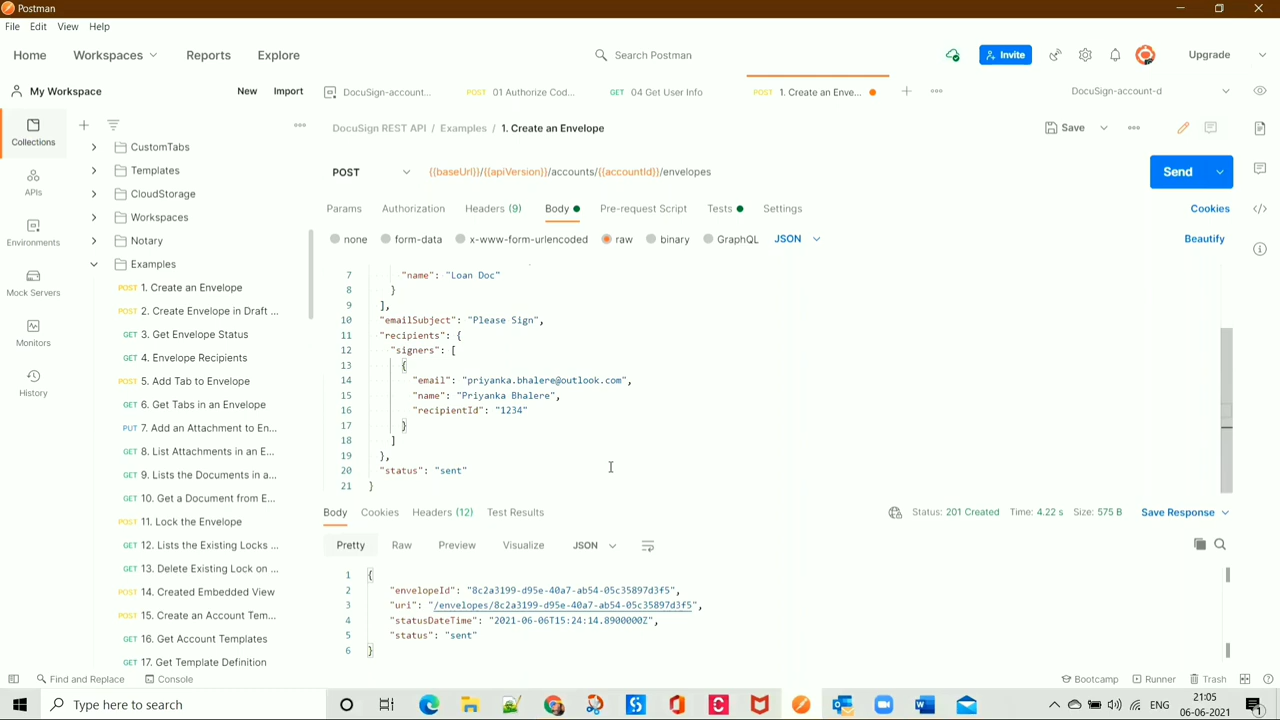 Postman
File Edit View Help
Home Workspaces Reports Explore Search Postman Invite Upgrade
My Workspace New Import DocuSign-account... POST 01 Authorize Cod... GET 04 Get User Info POST 1. Create an Enve... DocuSign-account-d
Collections
APIs
Environments
Mock Servers
Monitors
History
CustomTabs
Templates
CloudStorage
Workspaces
Notary
Examples
POST 1. Create an Envelope
POST 2. Create Envelope in Draft ...
GET 3. Get Envelope Status
GET 4. Envelope Recipients
POST 5. Add Tab to Envelope
GET 6. Get Tabs in an Envelope
PUT 7. Add an Attachment to En...
GET 8. List Attachments in an E...
GET 9. Lists the Documents in a...
GET 10. Get a Document from E...
POST 11. Lock the Envelope
GET 12. Lists the Existing Locks ...
GET 13. Delete Existing Lock on ...
POST 14. Created Embedded View
POST 15. Create an Account Tem...
GET 16. Get Account Templates
GET 17. Get Template Definition
DocuSign REST API / Examples / 1. Create an Envelope Save
POST {{baseUrl}}/{{apiVersion}}/accounts/{{accountId}}/envelopes Send
Params Authorization Headers (9) Body Pre-request Script Tests Settings Cookies
none form-data x-www-form-urlencoded raw binary GraphQL JSON Beautify
7 "name": "Loan Doc"
8 }
9 ],
10 "emailSubject": "Please Sign",
11 "recipients": {
12 "signers": [
13 {
14 "email": "priyanka.bhalere@outlook.com",
15 "name": "Priyanka Bhalere",
16 "recipientId": "1234"
17 }
18 ]
19 },
20 "status": "sent"
21 }
Body Cookies Headers (12) Test Results Status: 201 Created Time: 4.22 s Size: 575 B Save Response
Pretty Raw Preview Visualize JSON
1 {
2 "envelopeId": "8c2a3199-d95e-40a7-ab54-05c35897d3f5",
3 "uri": "/envelopes/8c2a3199-d95e-40a7-ab54-05c35897d3f5",
4 "statusDateTime": "2021-06-06T15:24:14.8900000Z",
5 "status": "sent"
6 }
Find and Replace Console Bootcamp Runner Trash
Type here to search ENG 21:05
06-06-2021